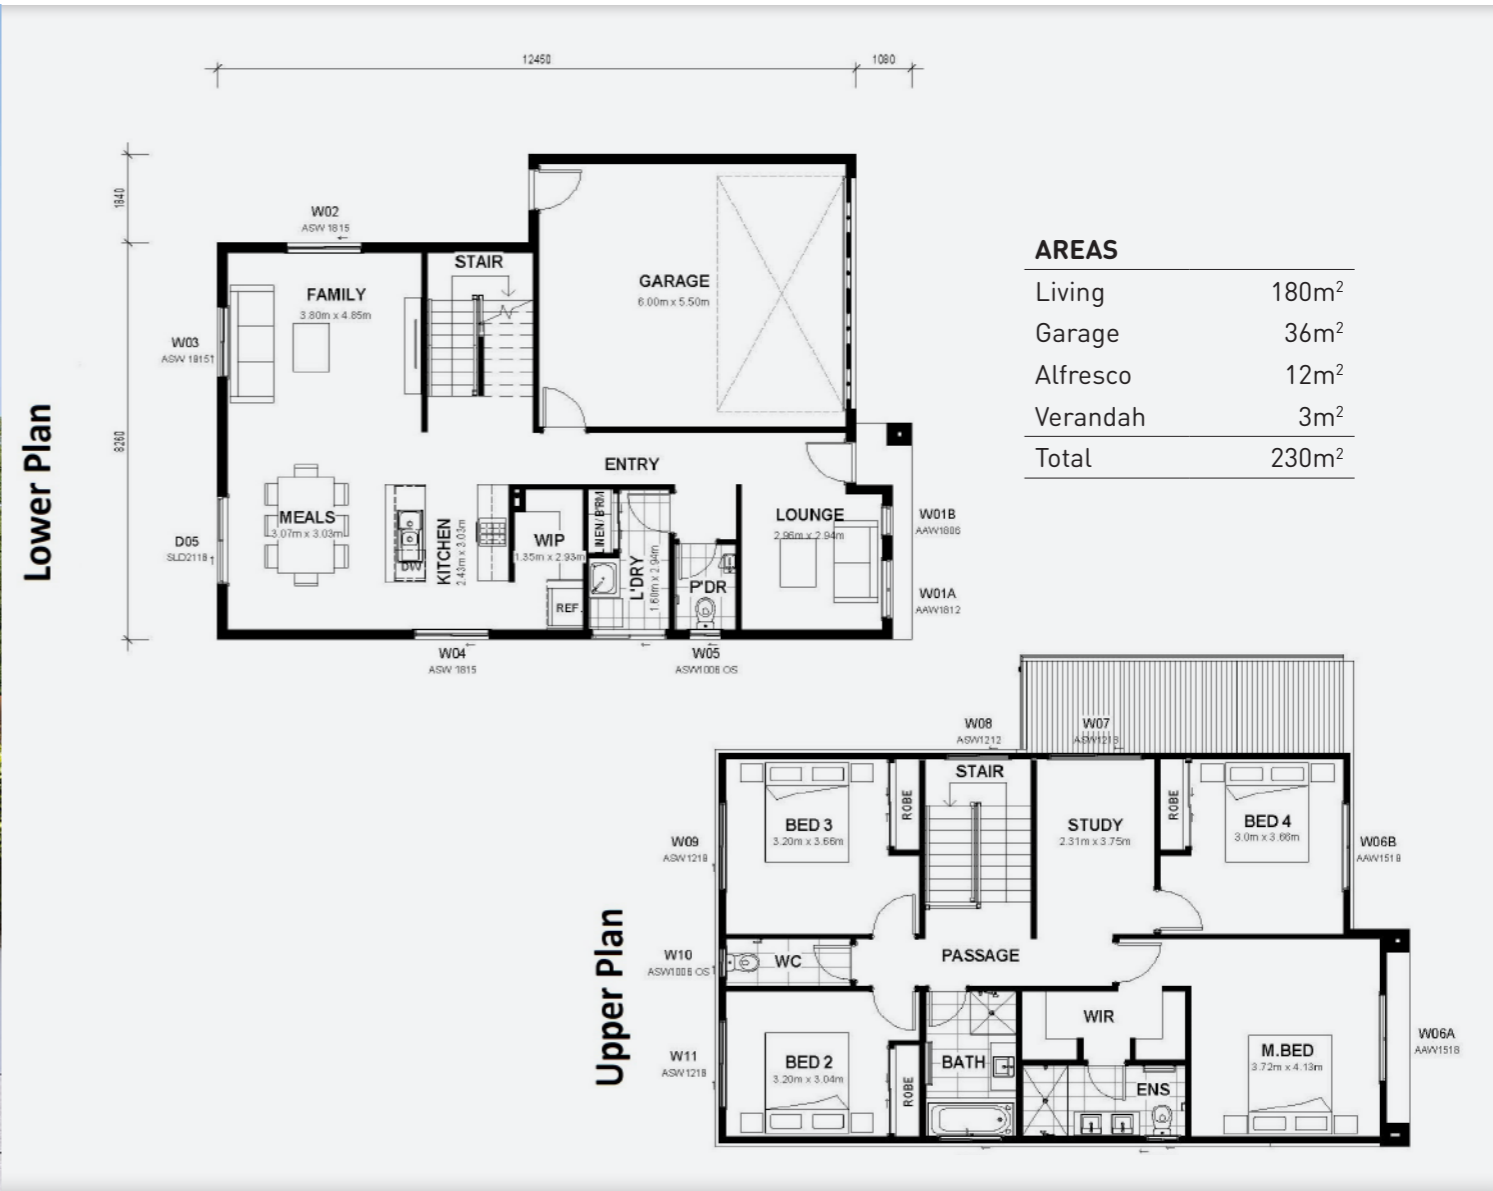 12450
1080
1840
8260
Lower Plan
W02
ASW 1815
STAIR
FAMILY
3.80m x 4.85m
GARAGE
6.00m x 5.50m
W03
ASW 18151
ENTRY
MEALS
3.07m x 3.03m
D05
SLD2118
DW
KITCHEN
2.43m x 3.03m
WIP
1.35m x 2.93m
REF.
LINEN / B'RM
L'DRY
1.60m x 2.94m
P'DR
LOUNGE
2.96m x 2.94m
W01B
AAW1806
W01A
AAW1812
W04
ASW 1815
W05
ASW1006 OS
AREAS
Living 180m²
Garage 36m²
Alfresco 12m²
Verandah 3m²
Total 230m²
Upper Plan
W08
ASW1212
W07
ASW1218
STAIR
BED 3
3.20m x 3.66m
ROBE
STUDY
2.31m x 3.75m
ROBE
BED 4
3.0m x 3.66m
W09
ASW1218
W06B
AAW1518
W10
ASW1006 OS
WC
PASSAGE
WIR
W11
ASW1218
BED 2
3.20m x 3.04m
ROBE
BATH
ENS
M.BED
3.72m x 4.13m
W06A
AAW1518